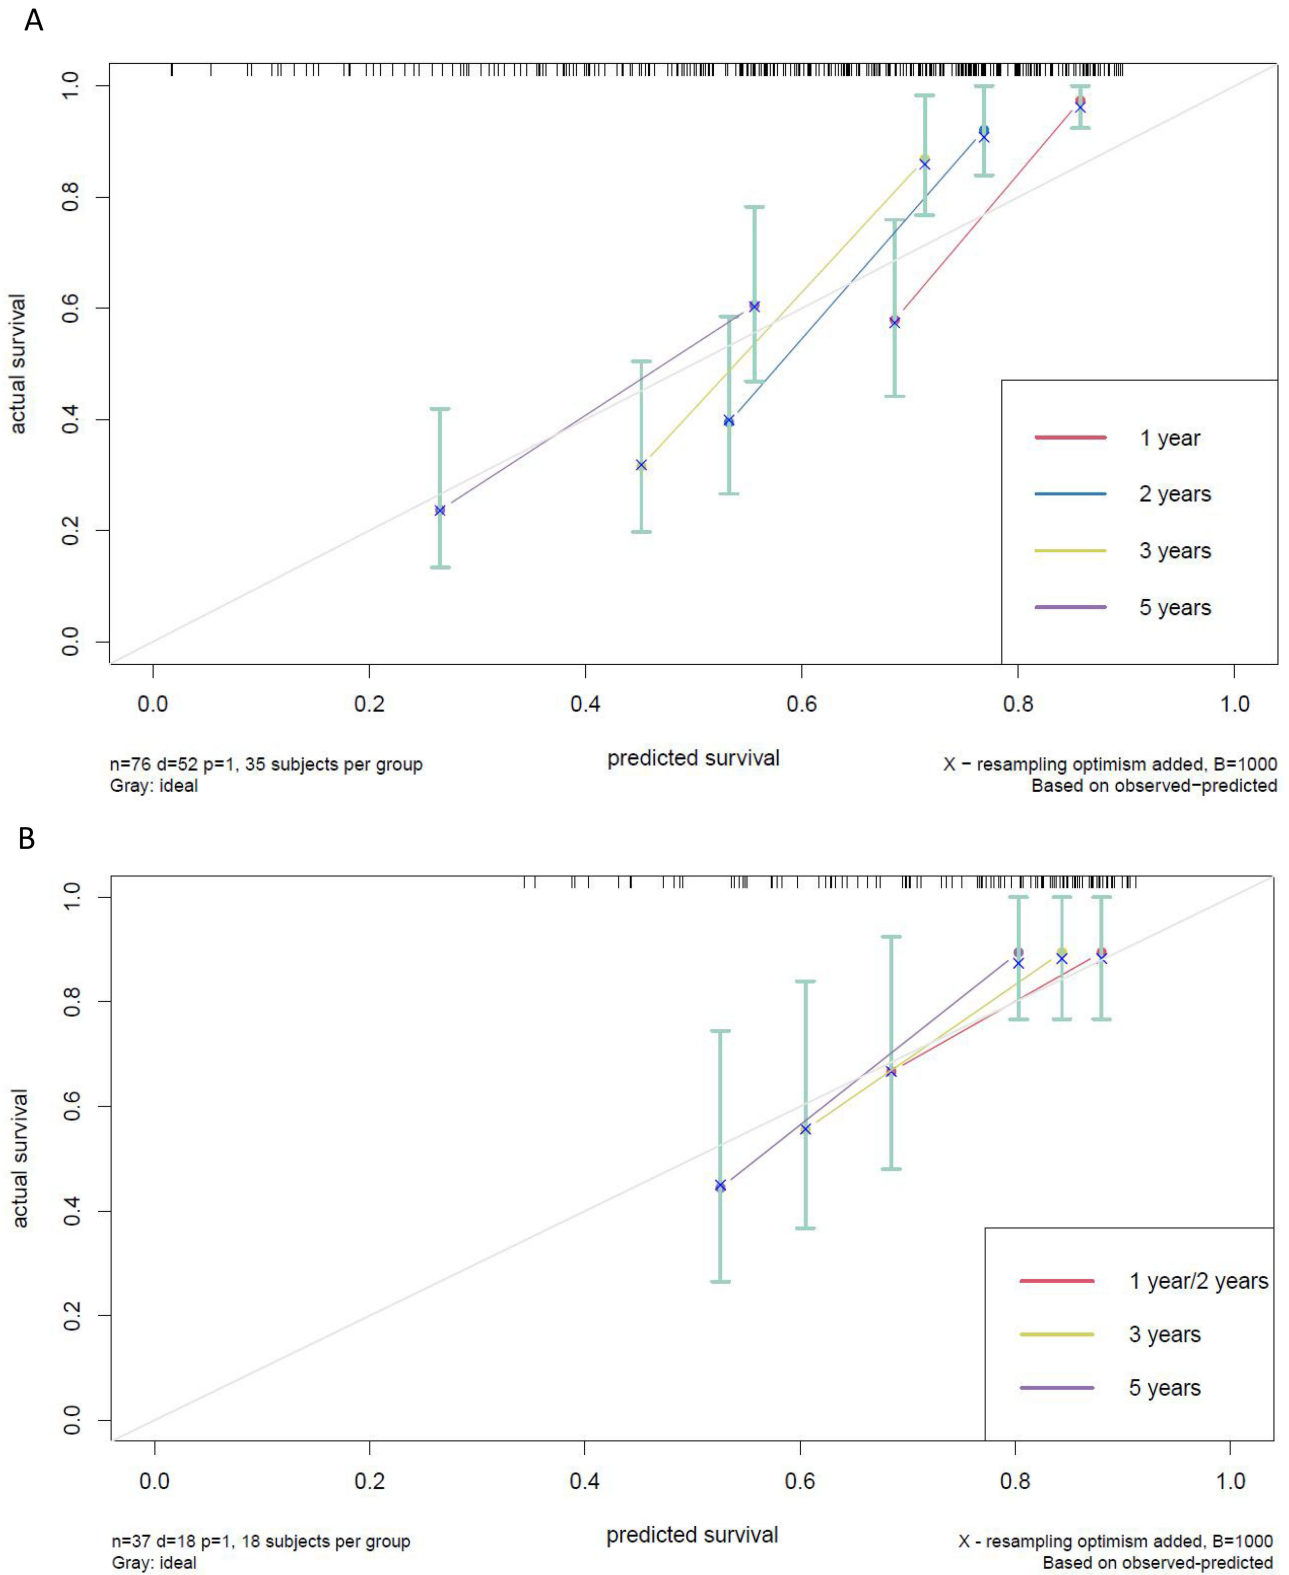 A
1.0
0.8
0.6
0.4
0.2
0.0
actual survival
1 year
2 years
3 years
5 years
0.0 0.2 0.4 0.6 0.8 1.0
predicted survival
n=76 d=52 p=1, 35 subjects per group
Gray: ideal
X − resampling optimism added, B=1000
Based on observed−predicted
B
1.0
0.8
0.6
0.4
0.2
0.0
actual survival
1 year/2 years
3 years
5 years
0.0 0.2 0.4 0.6 0.8 1.0
predicted survival
n=37 d=18 p=1, 18 subjects per group
Gray: ideal
X - resampling optimism added, B=1000
Based on observed-predicted